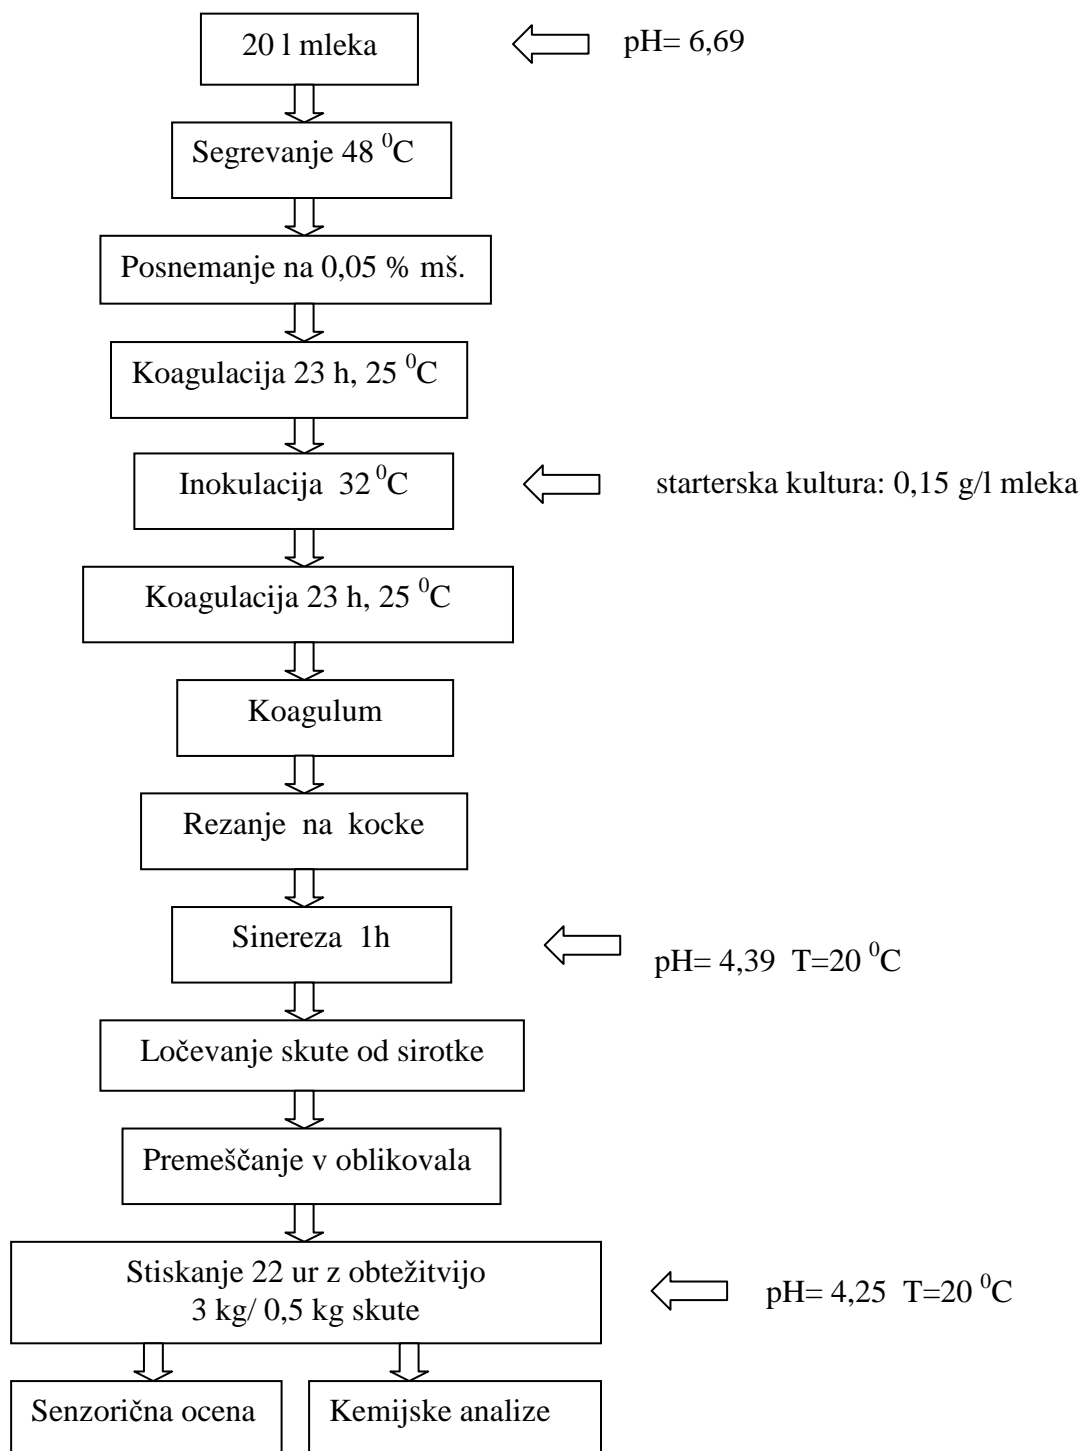 20 l mleka
pH= 6,69
Segrevanje 48 ⁰C
Posnemanje na 0,05 % mš.
Koagulacija 23 h, 25 ⁰C
Inokulacija 32 ⁰C
starterska kultura: 0,15 g/l mleka
Koagulacija 23 h, 25 ⁰C
Koagulum
Rezanje na kocke
Sinereza 1h
pH= 4,39 T=20 ⁰C
Ločevanje skute od sirotke
Premeščanje v oblikovala
Stiskanje 22 ur z obtežitvijo
3 kg/ 0,5 kg skute
pH= 4,25 T=20 ⁰C
Senzorična ocena
Kemijske analize